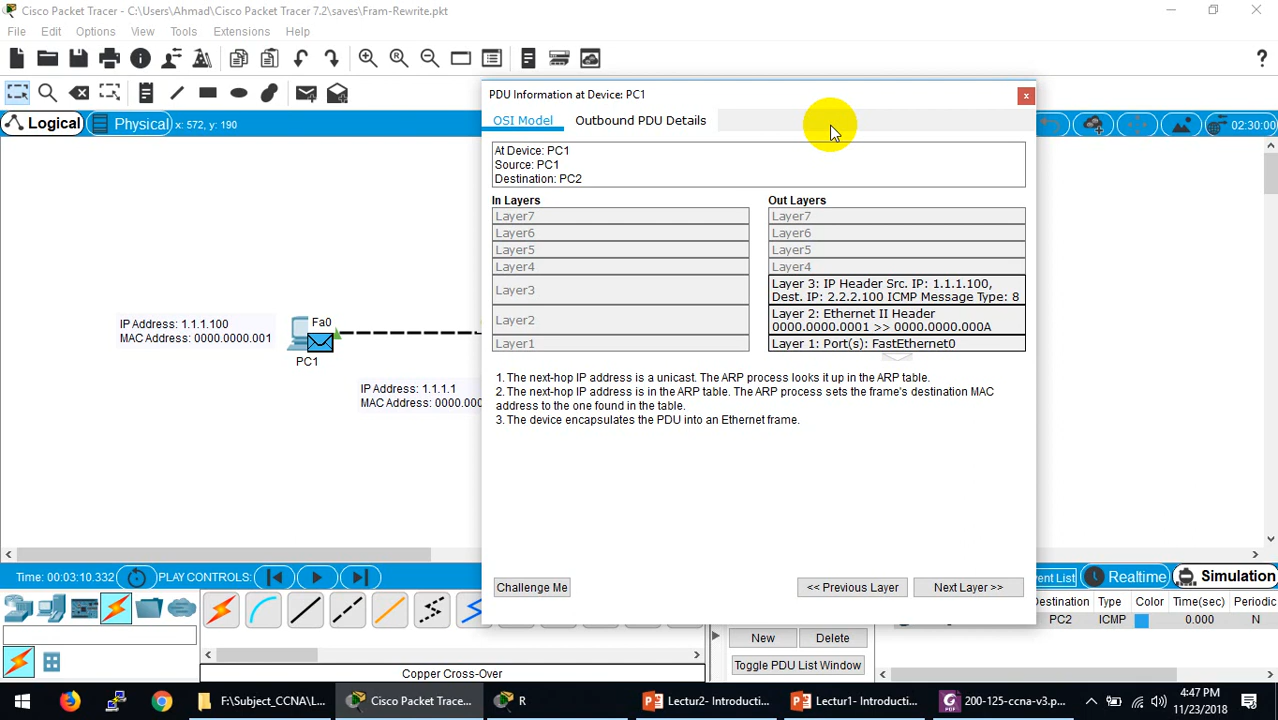 Cisco Packet Tracer - C:\Users\Ahmad\Cisco Packet Tracer 7.2\saves\Fram-Rewrite.pkt
File Edit Options View Tools Extensions Help
Logical Physical x: 572, y: 190 02:30:00
PDU Information at Device: PC1
OSI Model Outbound PDU Details
At Device: PC1
Source: PC1
Destination: PC2
In Layers Out Layers
Layer7 Layer7
Layer6 Layer6
Layer5 Layer5
Layer4 Layer4
Layer3 Layer 3: IP Header Src. IP: 1.1.1.100,
Dest. IP: 2.2.2.100 ICMP Message Type: 8
Layer2 Layer 2: Ethernet II Header
0000.0000.0001 >> 0000.0000.000A
Layer1 Layer 1: Port(s): FastEthernet0
1. The next-hop IP address is a unicast. The ARP process looks it up in the ARP table.
2. The next-hop IP address is in the ARP table. The ARP process sets the frame's destination MAC
address to the one found in the table.
3. The device encapsulates the PDU into an Ethernet frame.
Challenge Me << Previous Layer Next Layer >>
IP Address: 1.1.1.100
MAC Address: 0000.0000.001
Fa0
PC1
IP Address: 1.1.1.1
MAC Address: 0000.000
Time: 00:03:10.332 PLAY CONTROLS: Event List Realtime Simulation
Destination Type Color Time(sec) Periodic
PC2 ICMP 0.000 N
New Delete
Toggle PDU List Window
Copper Cross-Over
F:\Subject_CCNA\L... Cisco Packet Trace... R Lectur2- Introducti... Lectur1- Introducti... 200-125-ccna-v3.p...
4:47 PM
11/23/2018